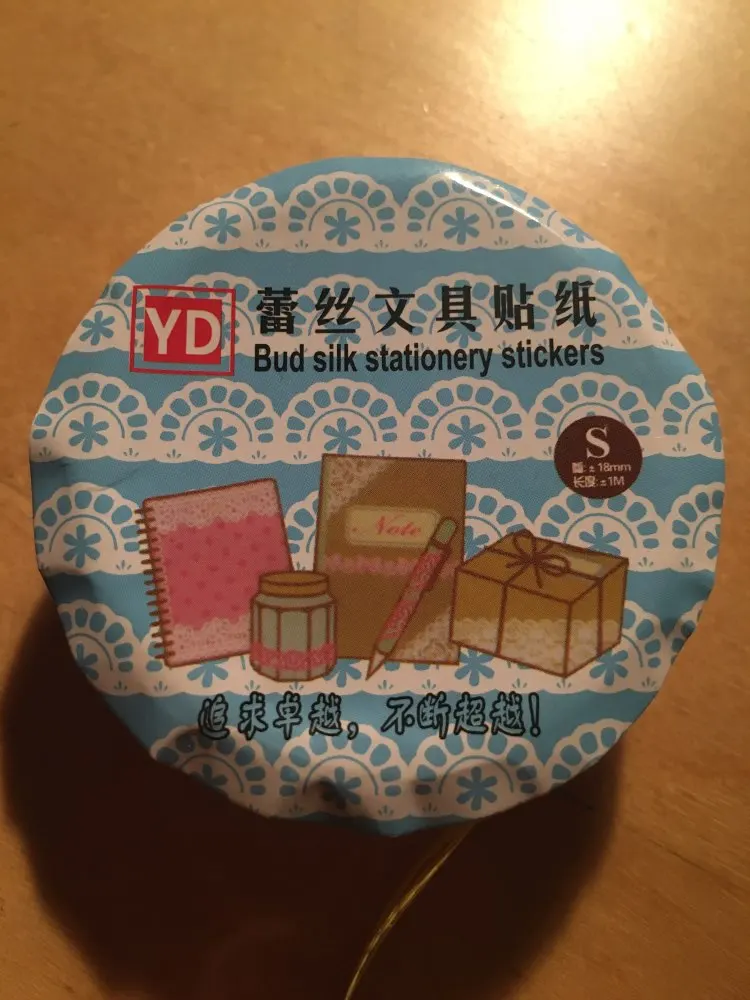 YD
蕾丝文具贴纸
Bud silk stationery stickers
S
±18mm
长度:±1M
Note
追求卓越，不断超越！